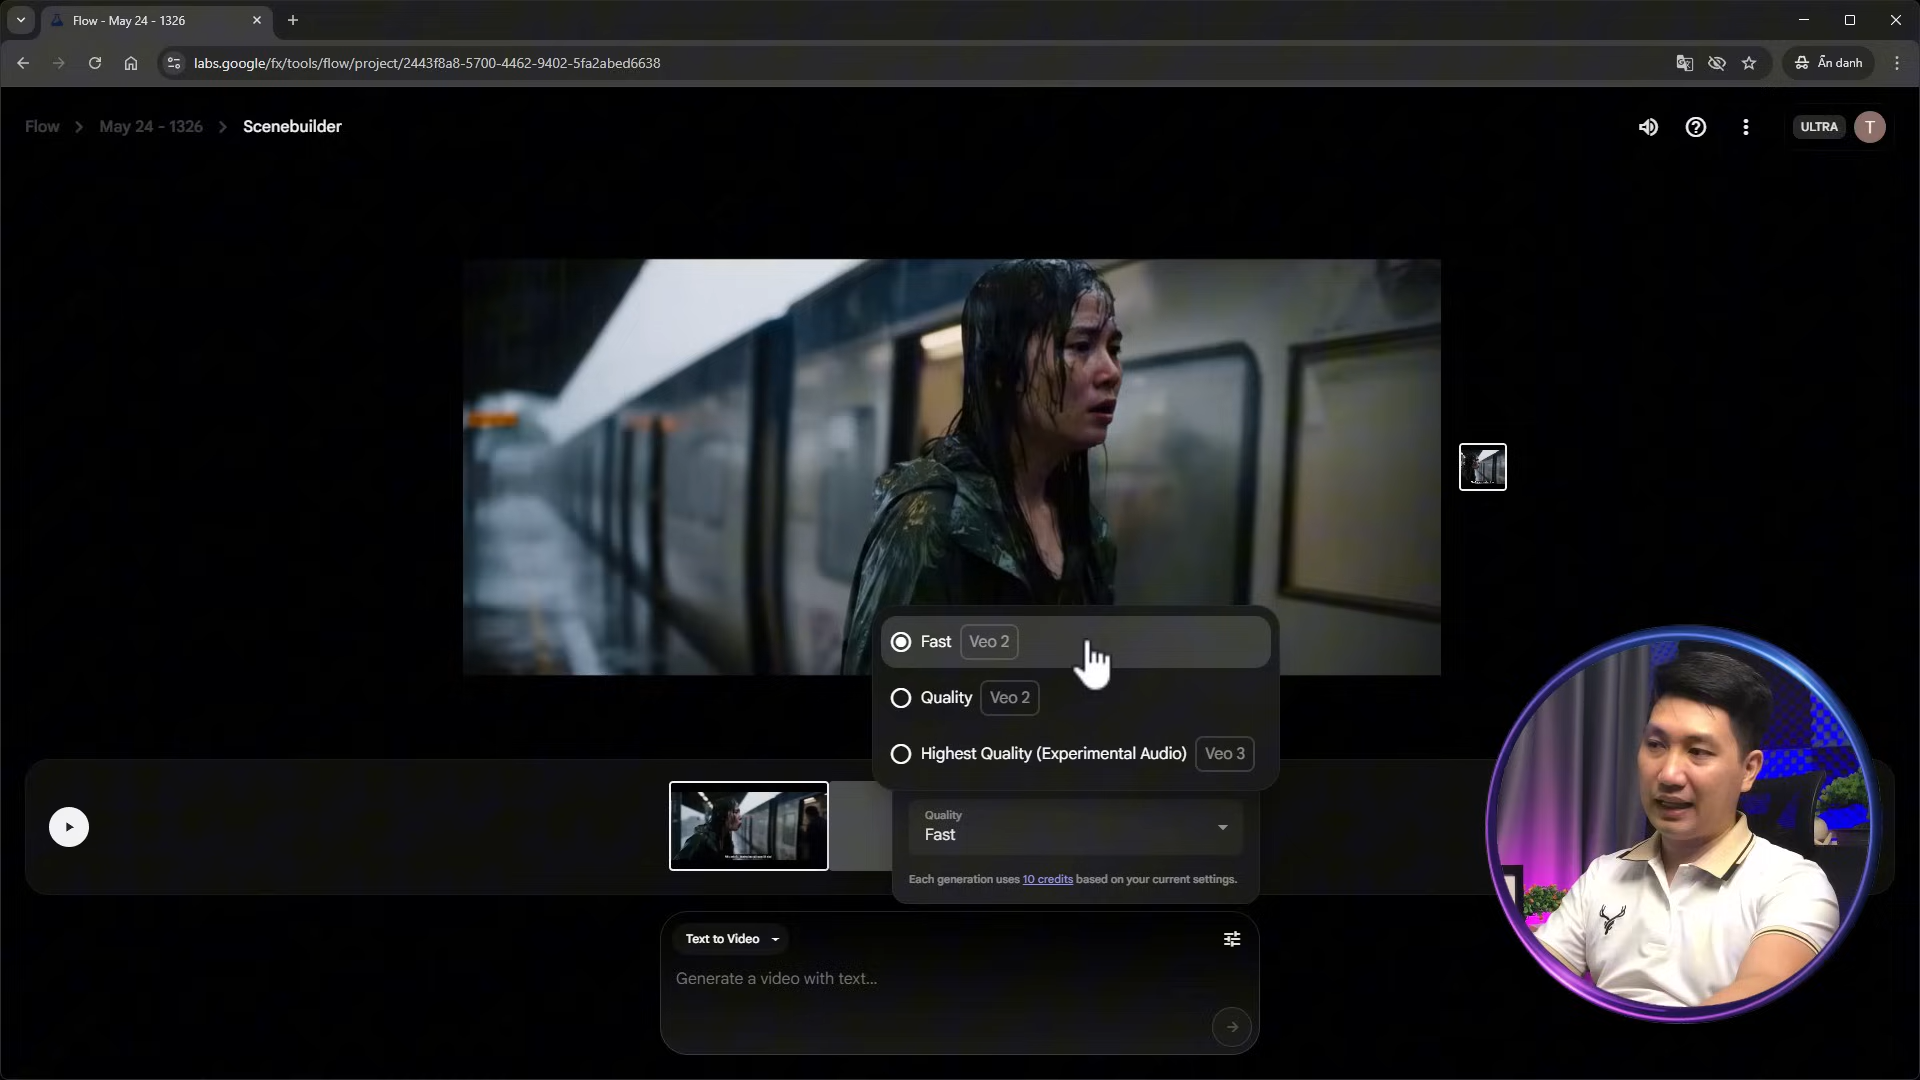 Flow - May 24 - 1326
labs.google/fx/tools/flow/project/2443f8a8-5700-4462-9402-5fa2abed6638
Ẩn danh
Flow > May 24 - 1326 > Scenebuilder
ULTRA
T
Fast Veo 2
Quality Veo 2
Highest Quality (Experimental Audio) Veo 3
Quality
Fast
Each generation uses 10 credits based on your current settings.
Text to Video
Generate a video with text...